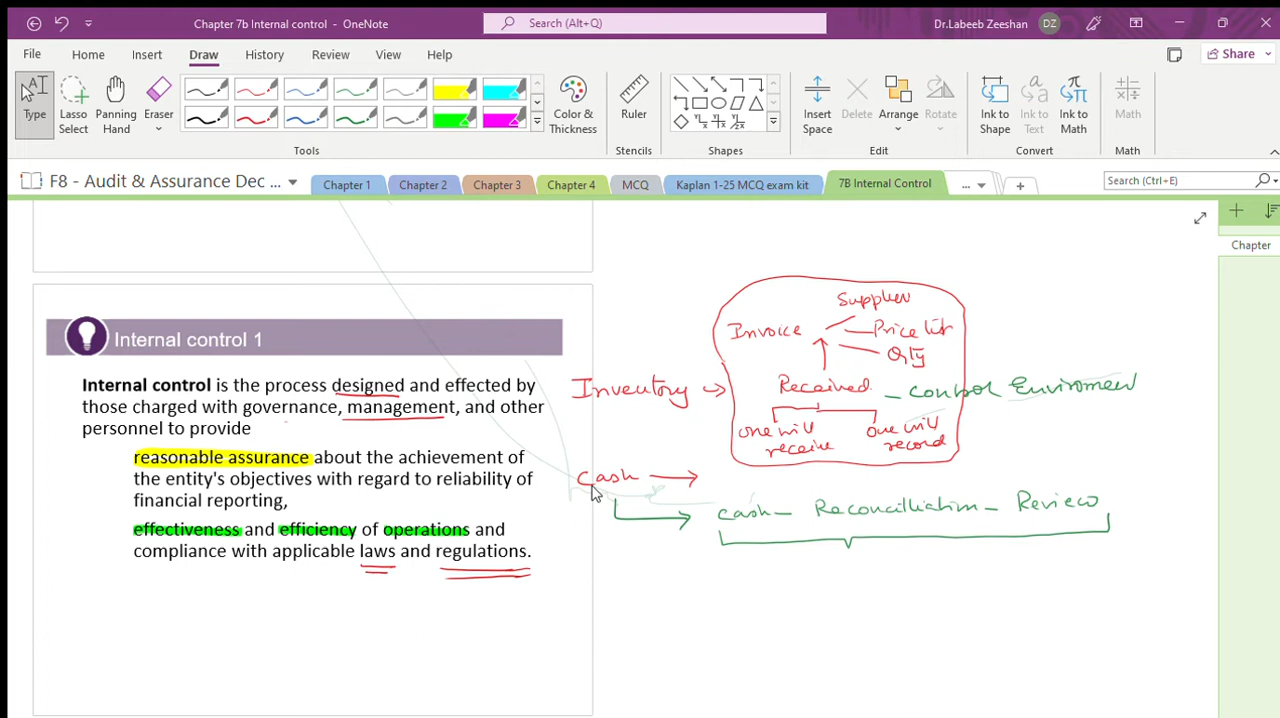 Chapter 7b Internal control - OneNote
Search (Alt+Q)
Dr.Labeeb Zeeshan
DZ
File
Home
Insert
Draw
History
Review
View
Help
Share
Type
Lasso Select
Panning Hand
Eraser
Color & Thickness
Ruler
Insert Space
Delete
Arrange
Rotate
Ink to Shape
Ink to Text
Ink to Math
Math
Tools
Stencils
Shapes
Edit
Convert
Math
F8 - Audit & Assurance Dec ...
Chapter 1
Chapter 2
Chapter 3
Chapter 4
MCQ
Kaplan 1-25 MCQ exam kit
7B Internal Control
...
Search (Ctrl+E)
Chapter
Internal control 1
Internal control is the process designed and effected by
those charged with governance, management, and other
personnel to provide
reasonable assurance about the achievement of
the entity's objectives with regard to reliability of
financial reporting,
effectiveness and efficiency of operations and
compliance with applicable laws and regulations.
Supplier
Invoice
Price list
Qty
Inventory
Received
Control Enviromen
one will
receive
one will
record
Cash
cash - Reconcilliation - Review